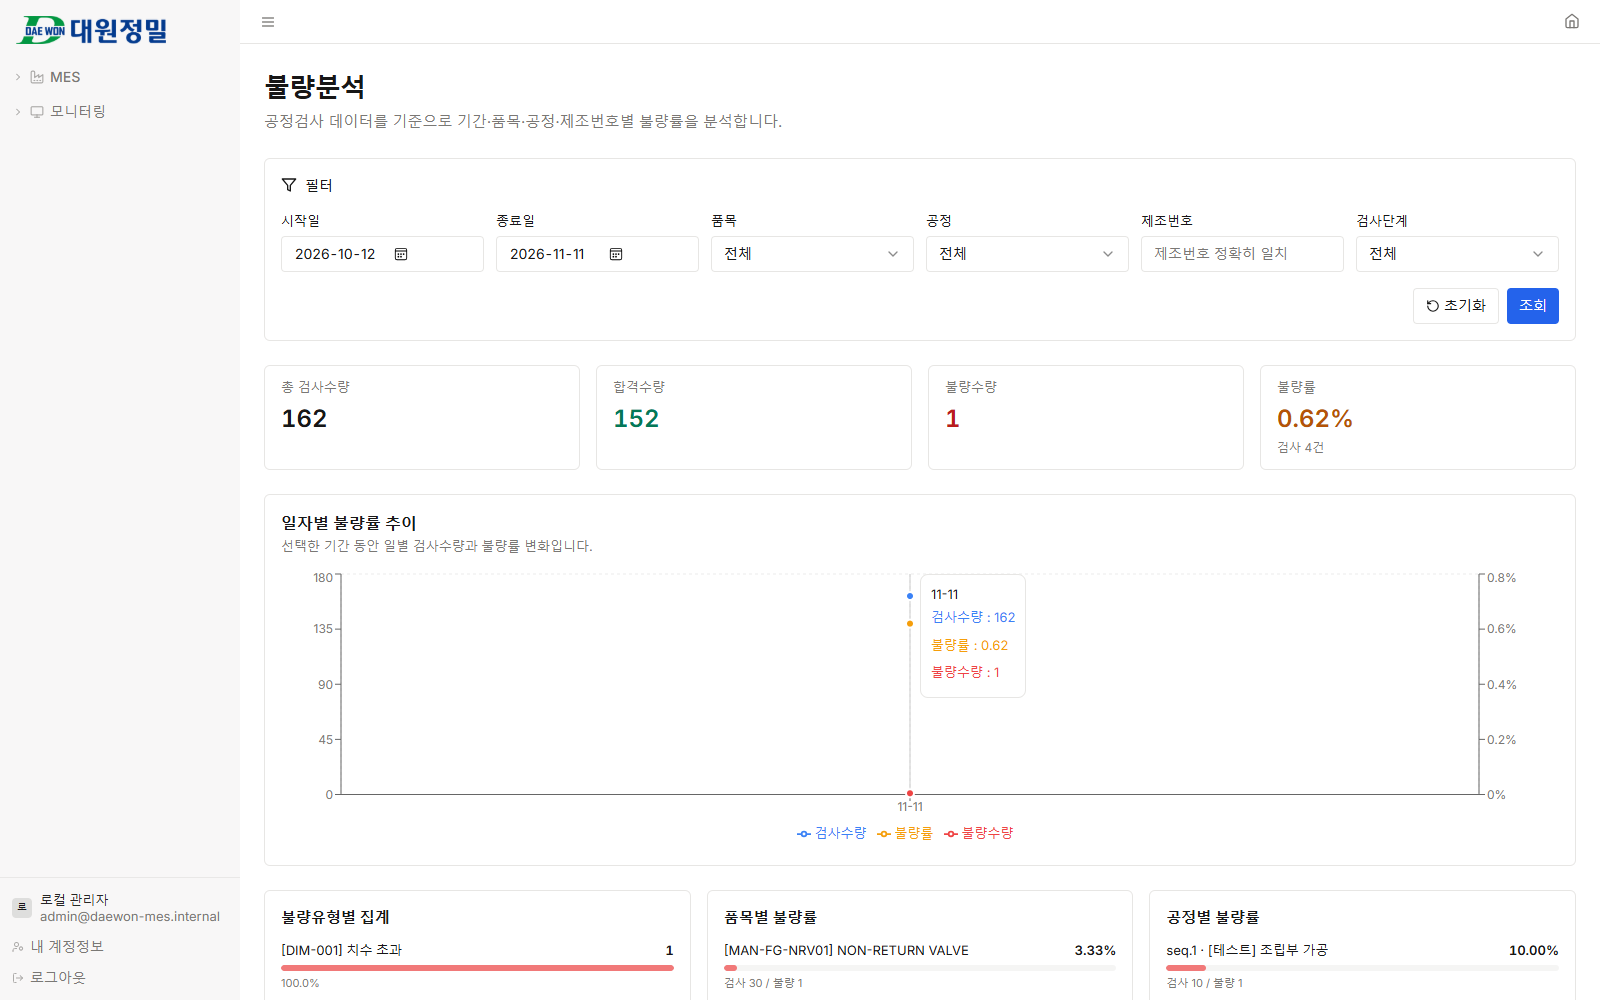 DAE WON 대원정밀
MES
모니터링
불량분석
공정검사 데이터를 기준으로 기간·품목·공정·제조번호별 불량률을 분석합니다.
필터
시작일 종료일 품목 공정 제조번호 검사단계
2026-10-12 2026-11-11 전체 전체 제조번호 정확히 일치 전체
초기화 조회
총 검사수량 합격수량 불량수량 불량률
162 152 1 0.62%
검사 4건
일자별 불량률 추이
선택한 기간 동안 일별 검사수량과 불량률 변화입니다.
180 0.8%
11-11
검사수량 : 162
135 0.6%
불량률 : 0.62
불량수량 : 1
90 0.4%
45 0.2%
0 0%
11-11
검사수량 불량률 불량수량
불량유형별 집계 품목별 불량률 공정별 불량률
[DIM-001] 치수 초과 1 [MAN-FG-NRV01] NON-RETURN VALVE 3.33% seq.1 · [테스트] 조립부 가공 10.00%
100.0% 검사 30 / 불량 1 검사 10 / 불량 1
로
로컬 관리자
admin@daewon-mes.internal
내 계정정보
로그아웃